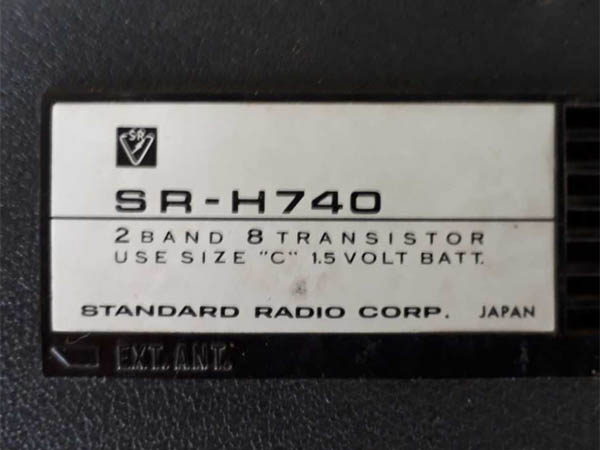 SR
SR-H740
2 BAND 8 TRANSISTOR
USE SIZE "C" 1.5 VOLT BATT.
STANDARD RADIO CORP. JAPAN
EXT. ANT.